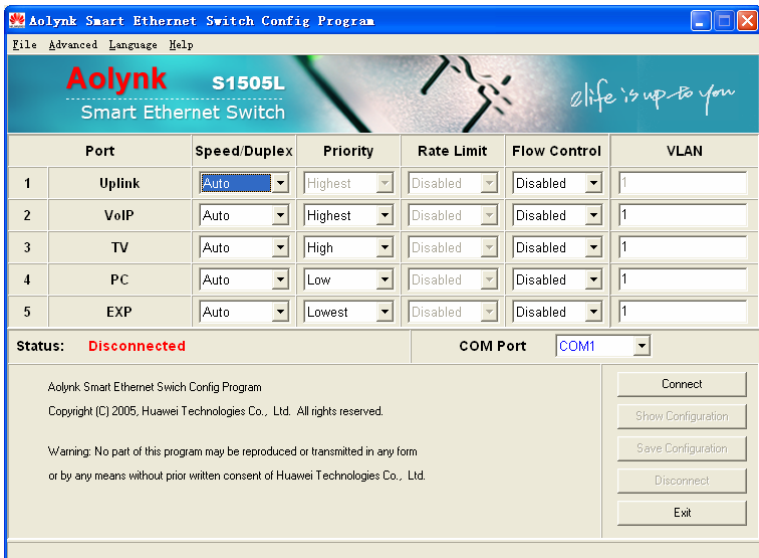 Aolynk Smart Ethernet Switch Config Program
File Advanced Language Help
Aolynk S1505L
Smart Ethernet Switch
alife is up to you
Port Speed/Duplex Priority Rate Limit Flow Control VLAN
1 Uplink Auto Highest Disabled Disabled 1
2 VoIP Auto Highest Disabled Disabled 1
3 TV Auto High Disabled Disabled 1
4 PC Auto Low Disabled Disabled 1
5 EXP Auto Lowest Disabled Disabled 1
Status: Disconnected COM Port COM1
Aolynk Smart Ethernet Swich Config Program
Copyright (C) 2005, Huawei Technologies Co., Ltd. All rights reserved.
Warning: No part of this program may be reproduced or transmitted in any form
or by any means without prior written consent of Huawei Technologies Co., Ltd.
Connect
Show Configuration
Save Configuration
Disconnect
Exit